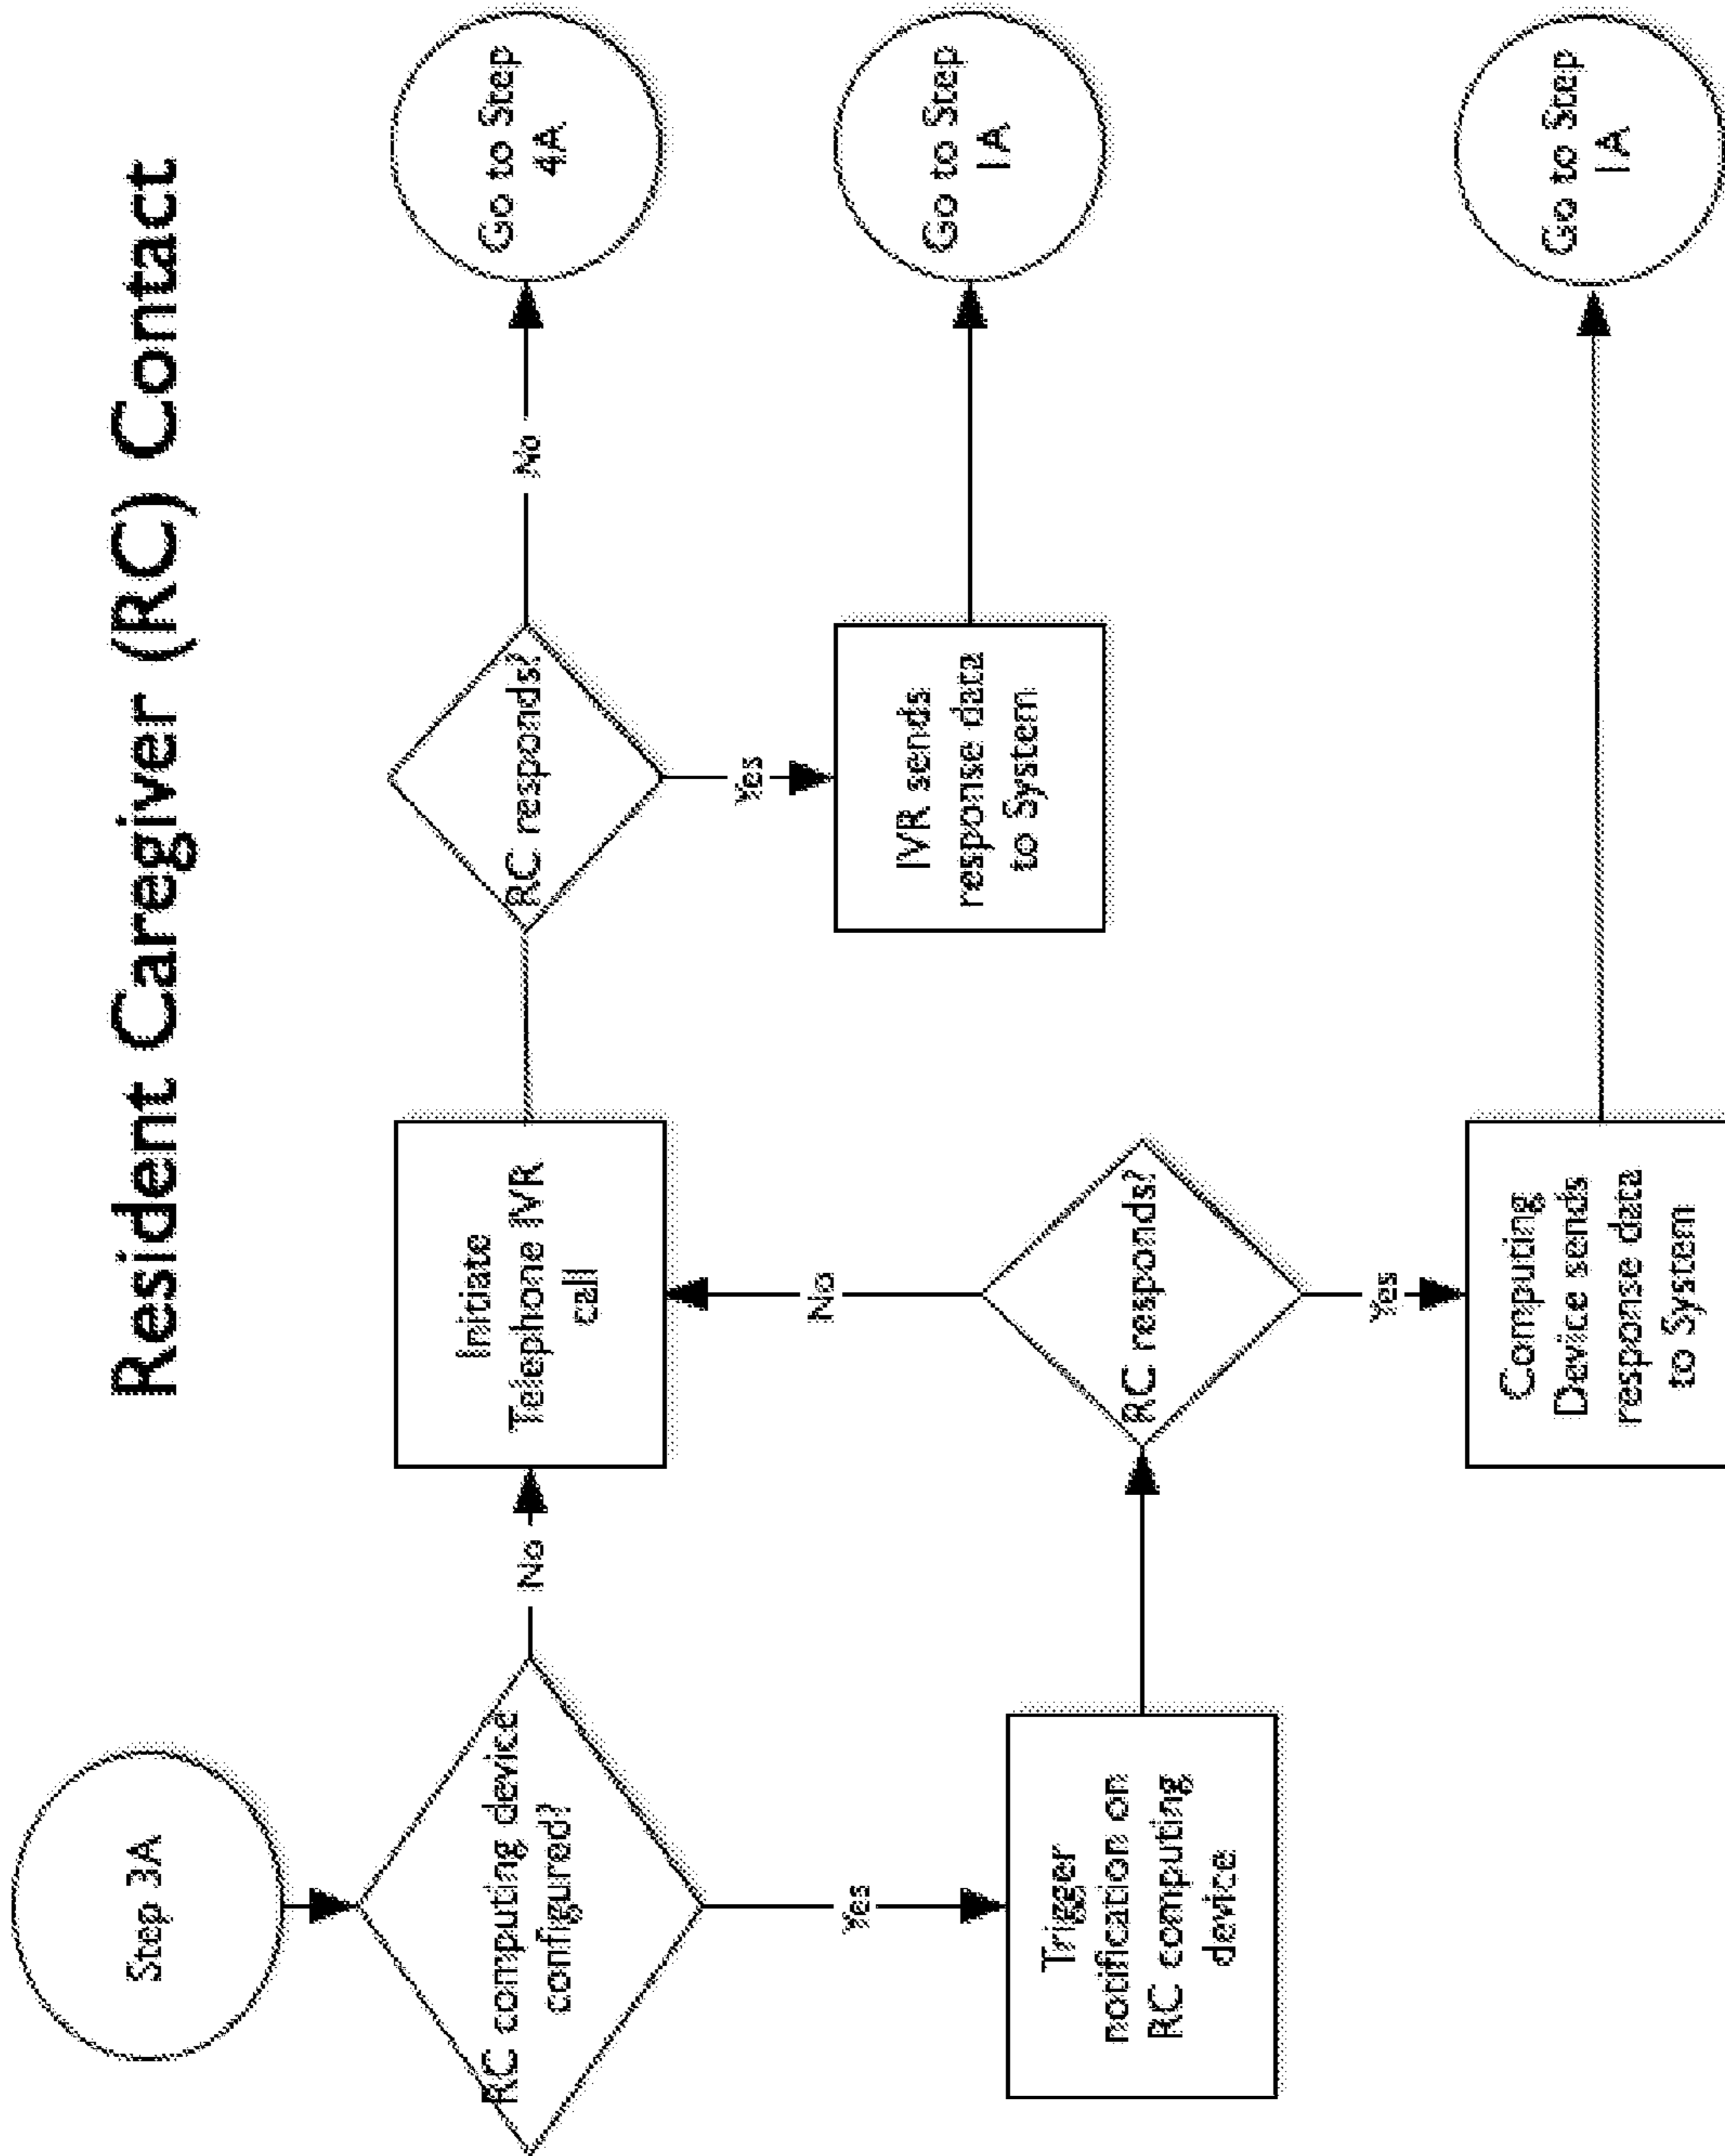 Resident Caregiver (RC) Contact
Step 3A
RC computing device
configured?
No
Initiate
Telephone IVR
call
RC responds?
No
Go to Step
4A
Yes
IVR sends
response data
to System
Go to Step
1A
Yes
Trigger
notification on
RC computing
device
RC responds?
No
Yes
Computing
Device sends
response data
to System
Go to Step
1A